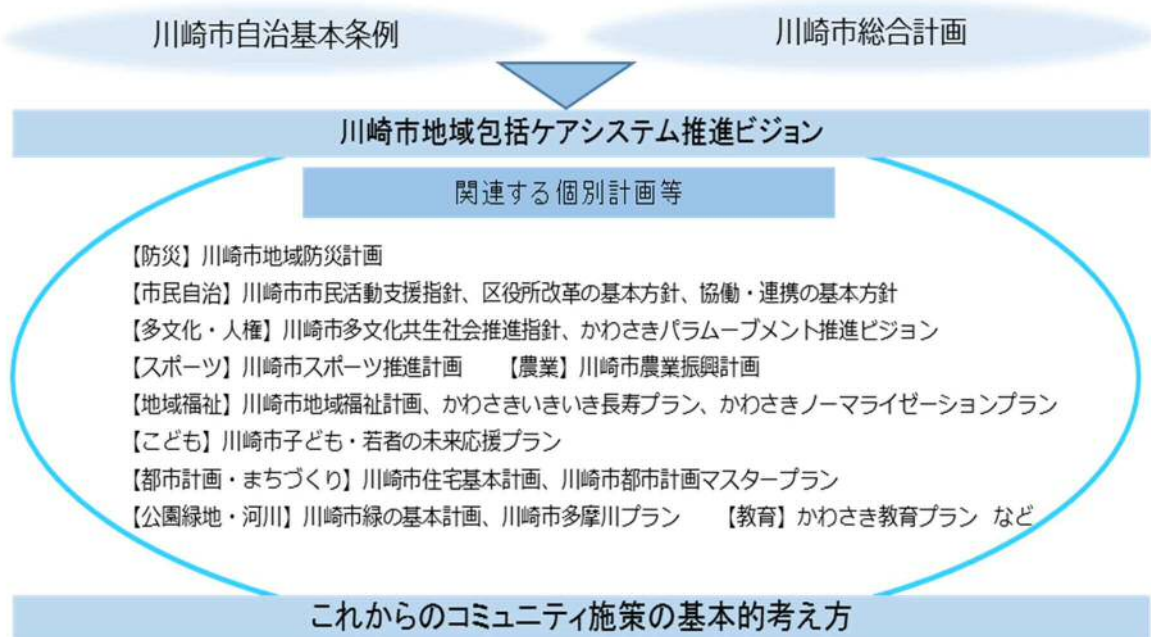 川崎市自治基本条例
川崎市総合計画
川崎市地域包括ケアシステム推進ビジョン
関連する個別計画等
【防災】川崎市地域防災計画
【市民自治】川崎市市民活動支援指針、区役所改革の基本方針、協働・連携の基本方針
【多文化・人権】川崎市多文化共生社会推進指針、かわさきパラムーブメント推進ビジョン
【スポーツ】川崎市スポーツ推進計画　【農業】川崎市農業振興計画
【地域福祉】川崎市地域福祉計画、かわさきいきいき長寿プラン、かわさきノーマライゼーションプラン
【こども】川崎市子ども・若者の未来応援プラン
【都市計画・まちづくり】川崎市住宅基本計画、川崎市都市計画マスタープラン
【公園緑地・河川】川崎市緑の基本計画、川崎市多摩川プラン　【教育】かわさき教育プラン など
これからのコミュニティ施策の基本的考え方